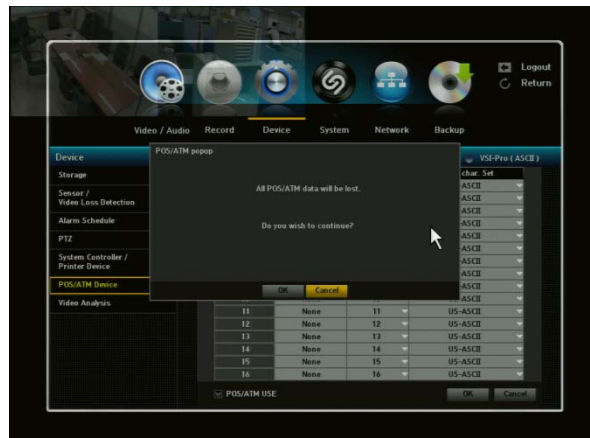 Logout
Return
Video / Audio Record Device System Network Backup
Device
VSI-Pro ( ASCII )
Storage
Sensor /
Video Loss Detection
Alarm Schedule
PTZ
System Controller /
Printer Device
POS/ATM Device
Video Analysis
POS/ATM popup
All POS/ATM data will be lost.
Do you wish to continue?
OK Cancel
char. Set
-ASCII
-ASCII
-ASCII
-ASCII
-ASCII
-ASCII
-ASCII
-ASCII
-ASCII
-ASCII
11 None 11 US-ASCII
12 None 12 US-ASCII
13 None 13 US-ASCII
14 None 14 US-ASCII
15 None 15 US-ASCII
16 None 16 US-ASCII
POS/ATM USE
OK Cancel